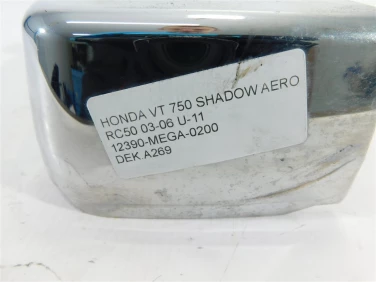 HONDA VT 750 SHADOW AERO
RC50 03-06 U-11
12390-MEGA-0200
DEK.A269